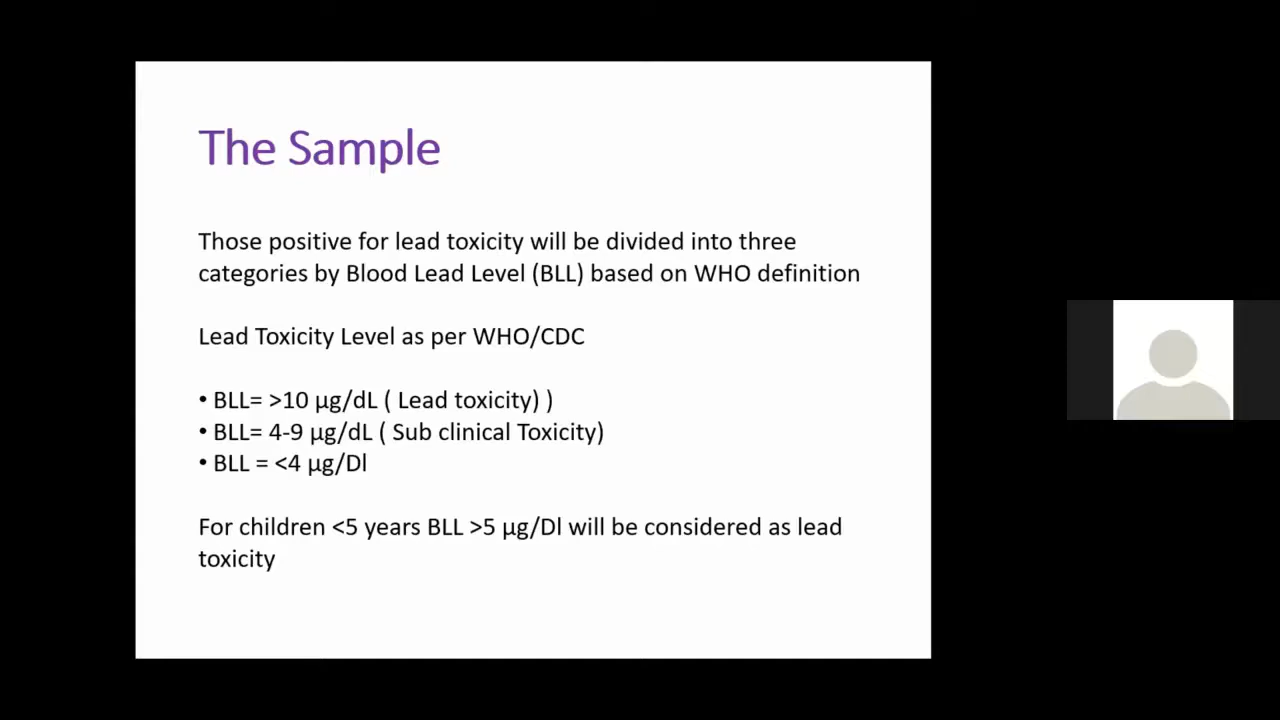 The Sample
Those positive for lead toxicity will be divided into three
categories by Blood Lead Level (BLL) based on WHO definition
Lead Toxicity Level as per WHO/CDC
• BLL= >10 µg/dL ( Lead toxicity) )
• BLL= 4-9 µg/dL ( Sub clinical Toxicity)
• BLL = <4 µg/Dl
For children <5 years BLL >5 µg/Dl will be considered as lead
toxicity